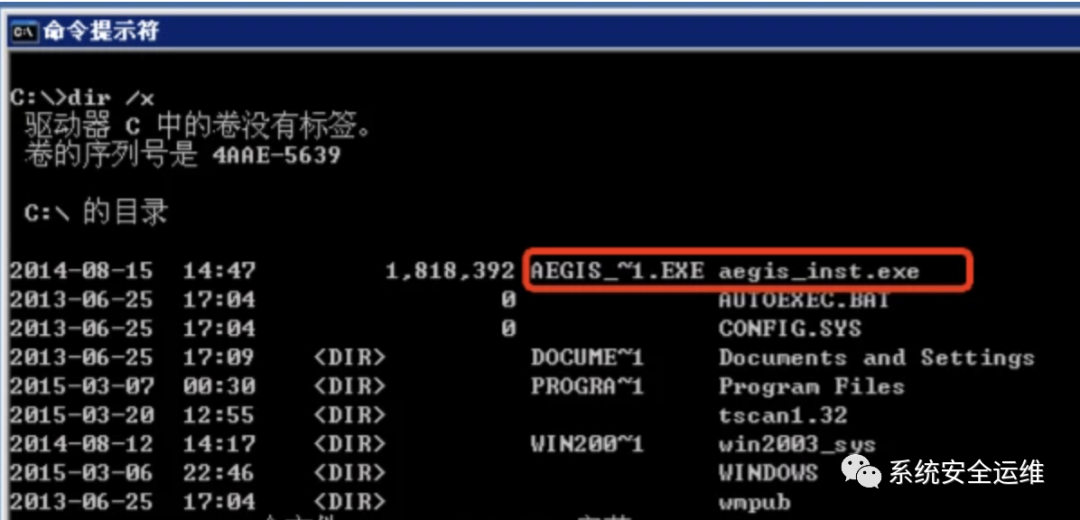 命令提示符
C:\>dir /x
驱动器 C 中的卷没有标签。
卷的序列号是 4AAE-5639
C:\ 的目录
2014-08-15 14:47 1,818,392 AEGIS_~1.EXE aegis_inst.exe
2013-06-25 17:04 0 AUTOEXEC.BAT
2013-06-25 17:04 0 CONFIG.SYS
2013-06-25 17:09 <DIR> DOCUME~1 Documents and Settings
2015-03-07 00:30 <DIR> PROGRA~1 Program Files
2015-03-20 12:55 <DIR> tscan1.32
2014-08-12 14:17 <DIR> WIN200~1 win2003_sys
2015-03-06 22:46 <DIR> WINDOWS
2013-06-25 17:04 <DIR> wmpub
系统安全运维